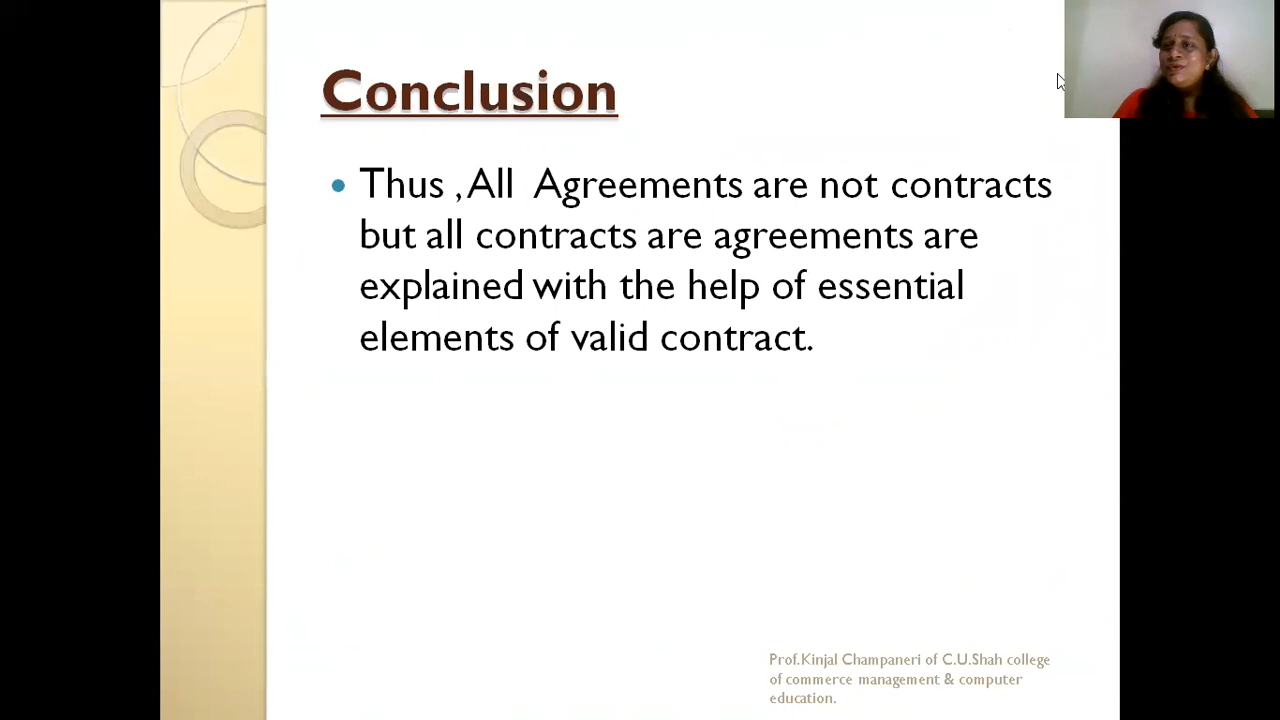 Conclusion
Thus , All Agreements are not contracts
but all contracts are agreements are
explained with the help of essential
elements of valid contract.
Prof.Kinjal Champaneri of C.U.Shah college
of commerce management & computer
education.